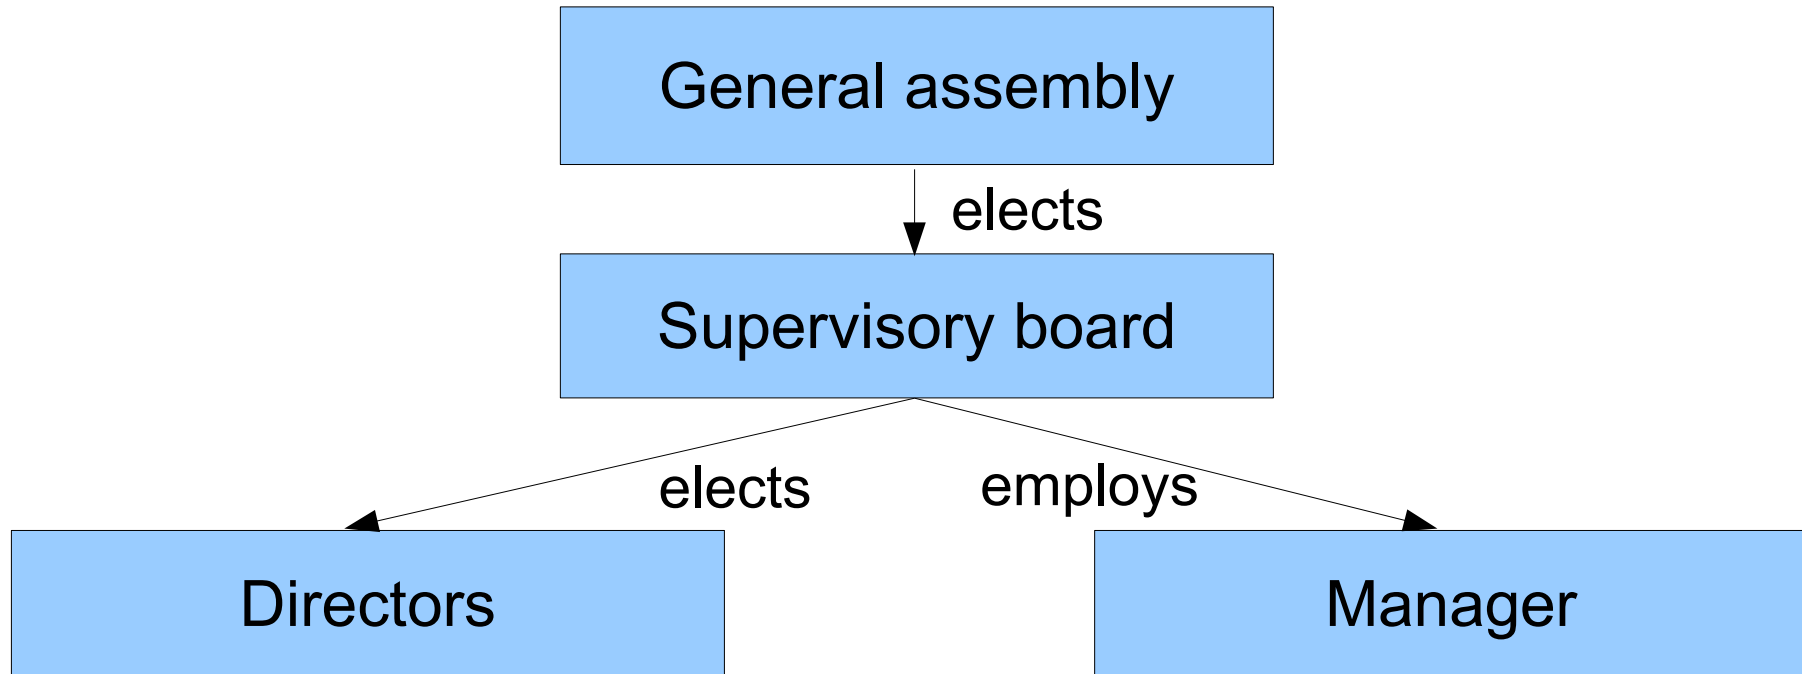 General assembly
elects
Supervisory board
elects
employs
Directors
Manager